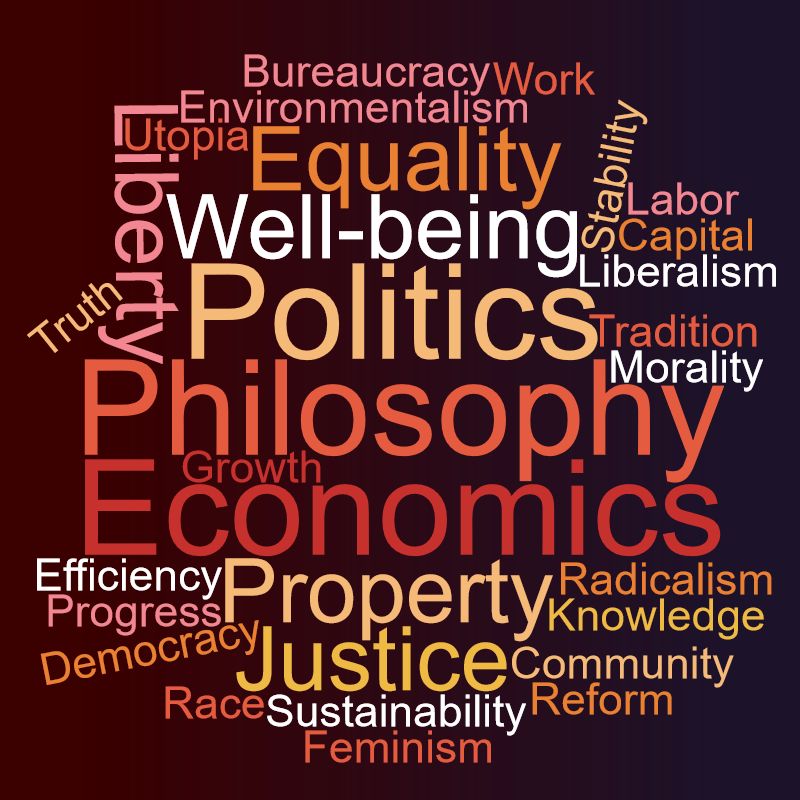 Bureaucracy Work
Environmentalism
Liberty
Utopia
Equality
Stability
Well-being
Labor
Capital
Liberalism
Truth
Politics
Tradition
Morality
Philosophy
Growth
Economics
Efficiency
Property
Radicalism
Progress
Knowledge
Democracy
Justice
Community
Race
Sustainability
Reform
Feminism